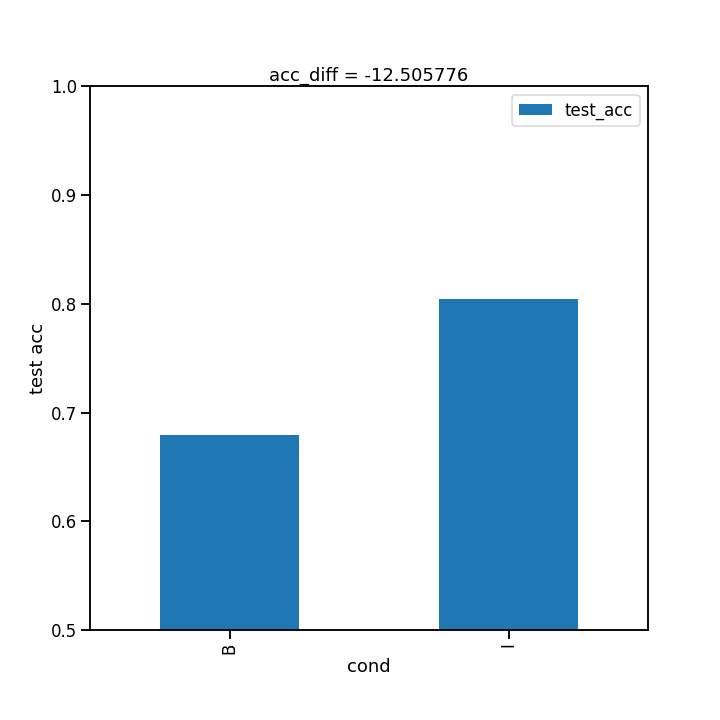 acc_diff = -12.505776
1.0
test_acc
0.9
0.8
test acc
0.7
0.6
0.5
B
I
cond